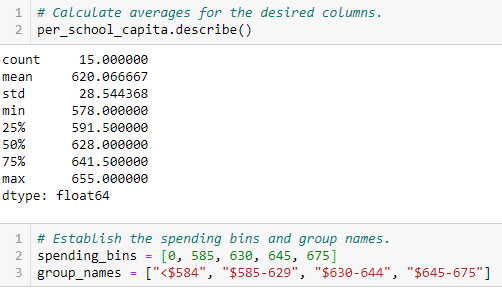 1 # Calculate averages for the desired columns.
2 per_school_capita.describe()
count 15.000000
mean 620.066667
std 28.544368
min 578.000000
25% 591.500000
50% 628.000000
75% 641.500000
max 655.000000
dtype: float64
1 # Establish the spending bins and group names.
2 spending_bins = [0, 585, 630, 645, 675]
3 group_names = ["<$584", "$585-629", "$630-644", "$645-675"]